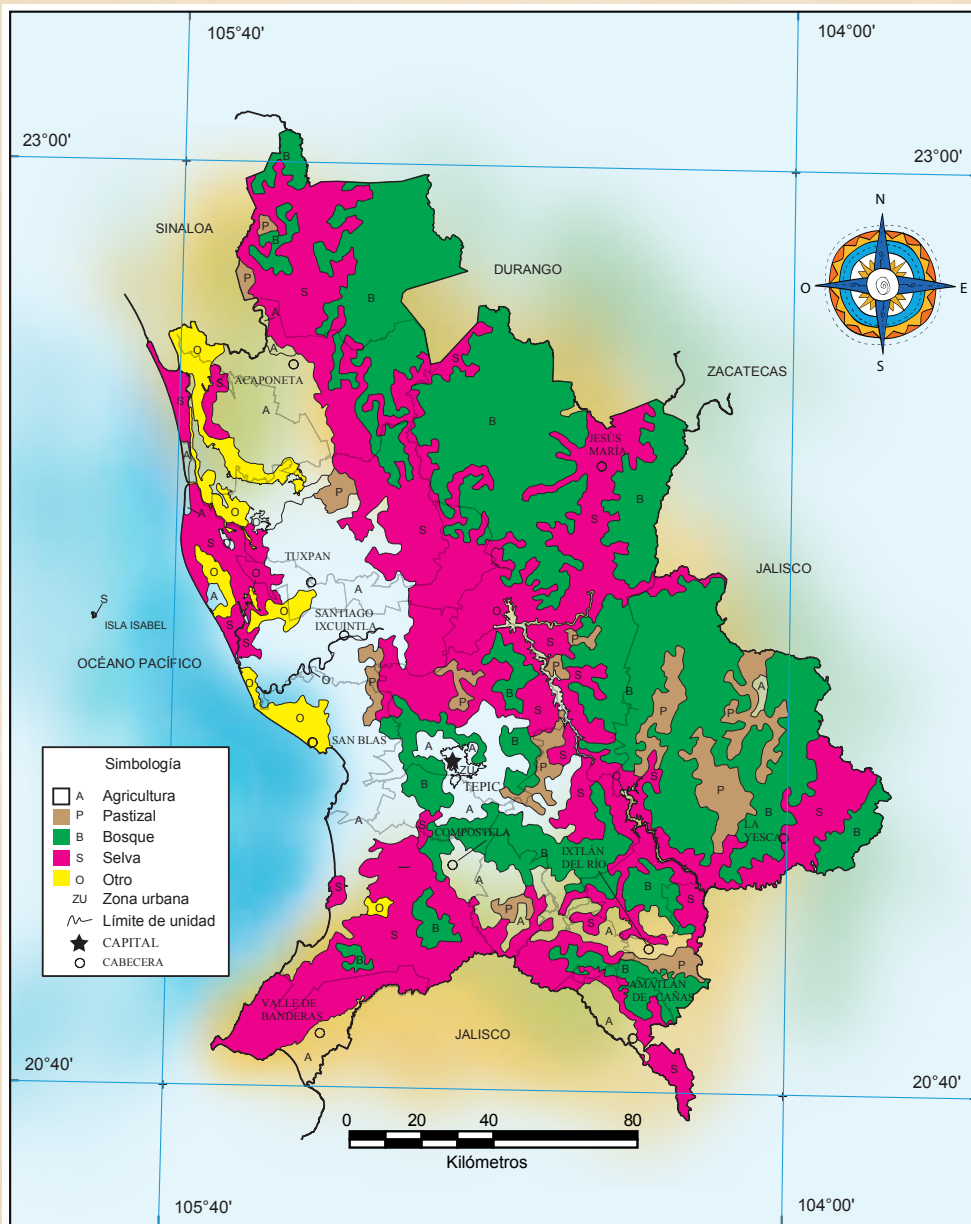 105°40'
104°00'
23°00'
23°00'
B
N
SINALOA
P
B
DURANGO
P
S
B
O
E
A
S
A
O
ACAPONETA
S
ZACATECAS
S
S
A
B
JESÚS
MARÍA
A
P
B
A
O
S
S
O
S
TUXPAN
JALISCO
O
O
A
A
S
ISLA ISABEL
O
SANTIAGO
IXCUINTLA
O
S
S
S
P
OCÉANO PACÍFICO
O
P
S
B
A
O
P
B
P
P
S
O
SAN BLAS
A
A
B
S
ZU
TEPIC
B
P
S
O
S
P
A
A
S
COMPOSTELA
B
IXTLÁN
DEL RÍO
LA
YESCA
B
S
B
A
B
S
O
P
A
S
S
B
S
A
B
B
P
AMATLÁN
DE CAÑAS
VALLE DE
BANDERAS
A
A
JALISCO
S
Simbología
A Agricultura
P Pastizal
B Bosque
S Selva
O Otro
ZU Zona urbana
Límite de unidad
CAPITAL
CABECERA
20°40'
20°40'
0 20 40 80
Kilómetros
105°40'
104°00'